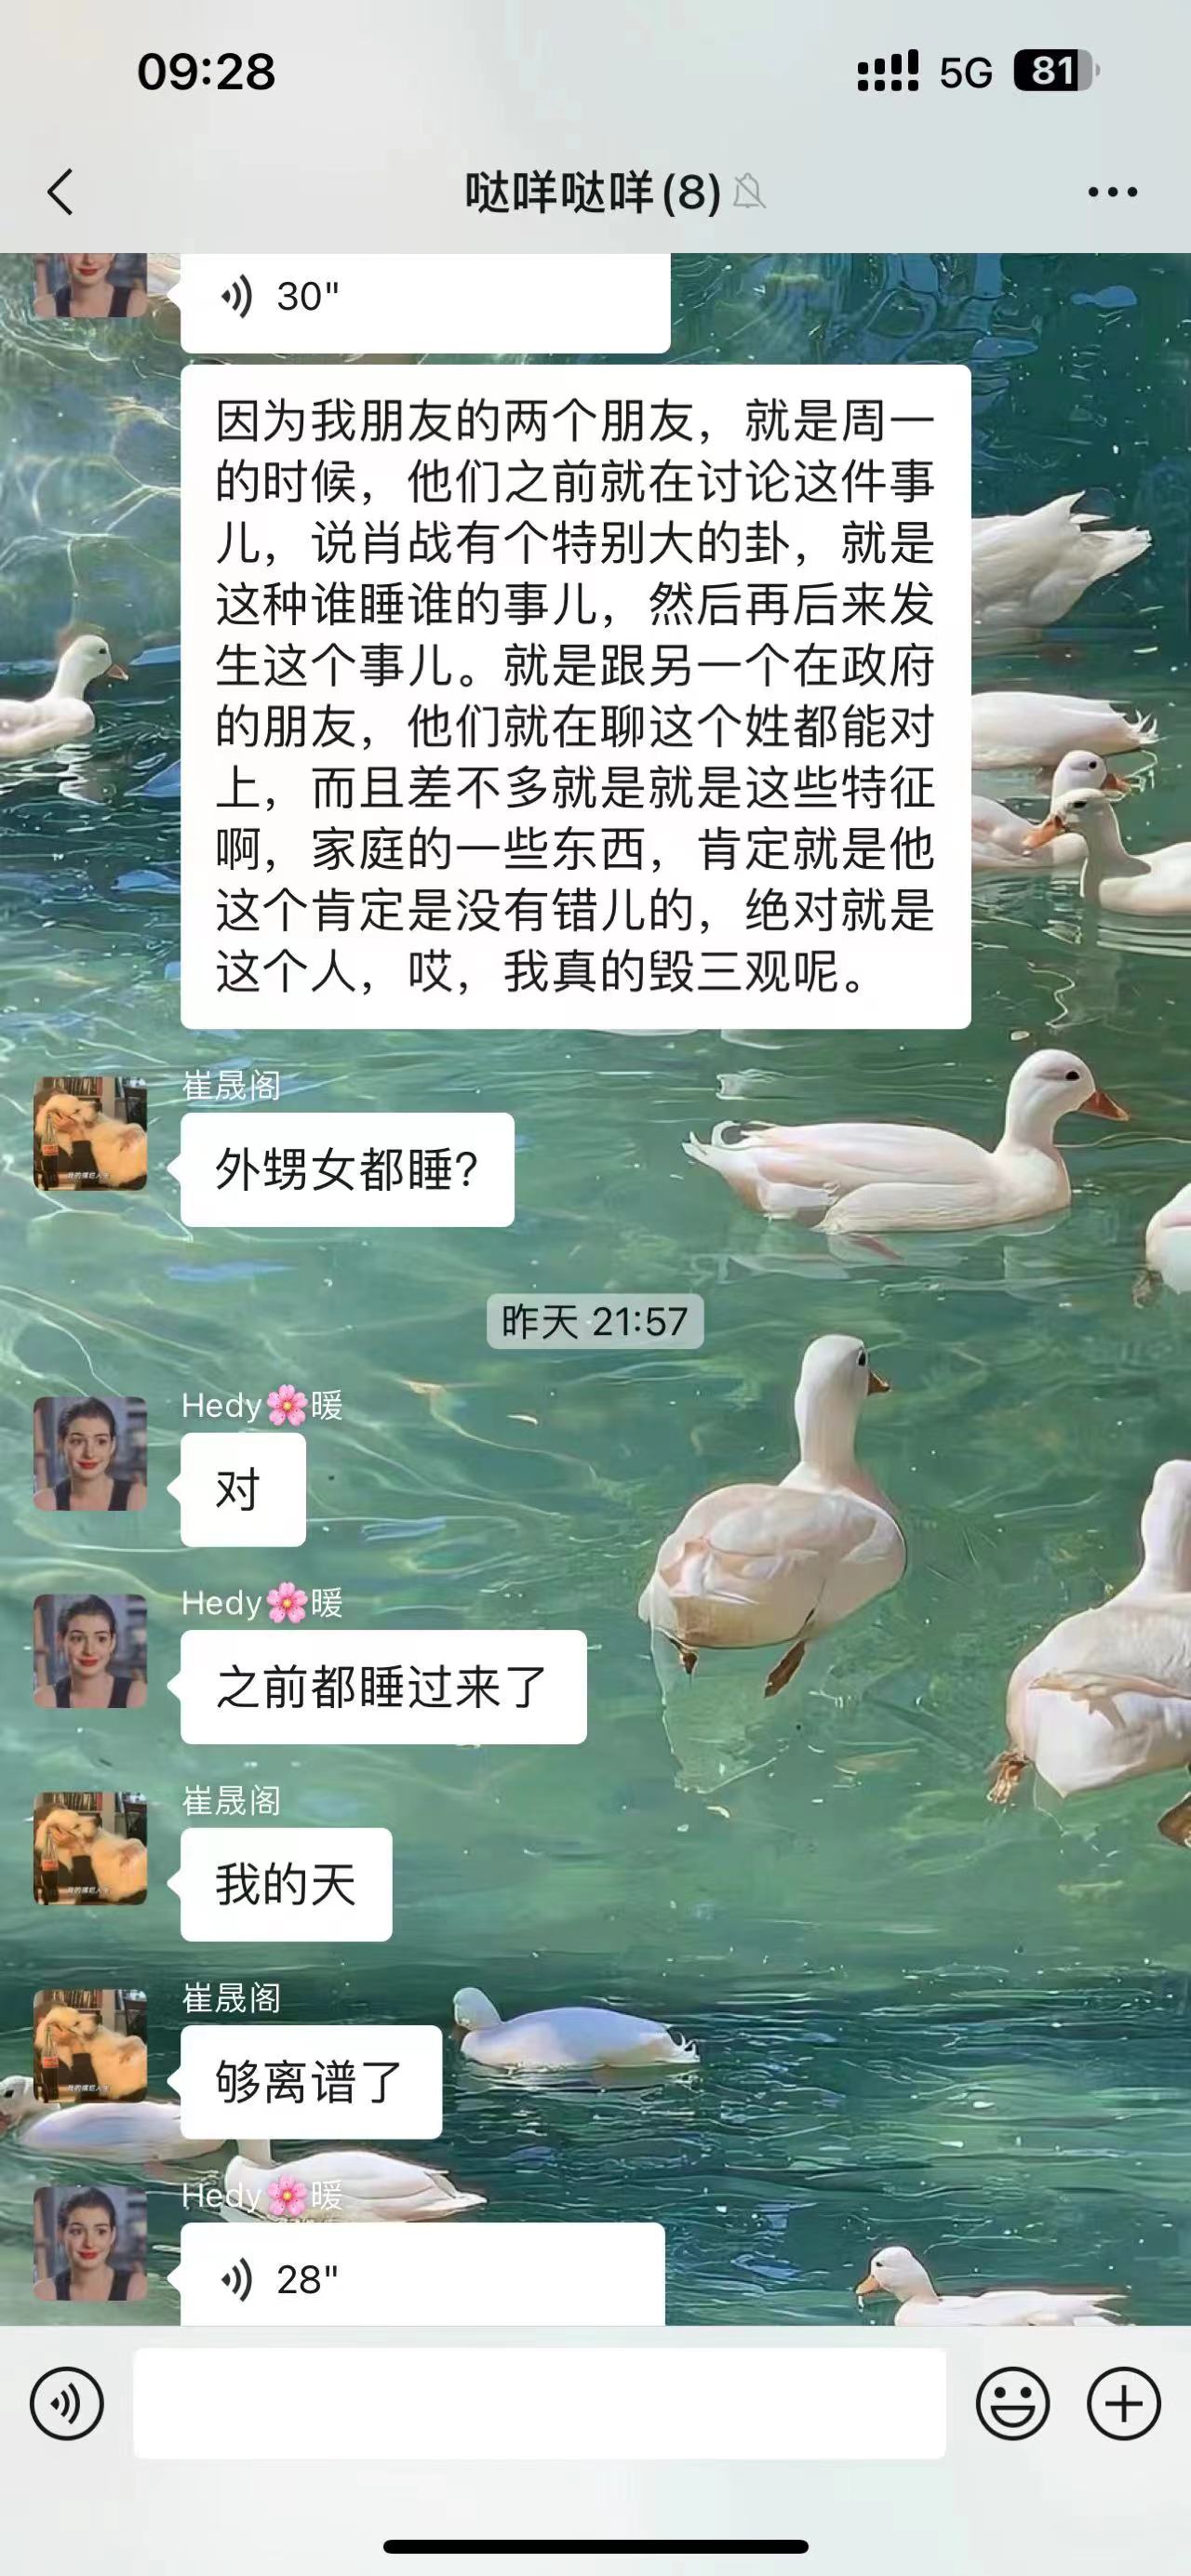 09:28
5G 81
哒咩哒咩(8)
30"
因为我朋友的两个朋友，就是周一
的时候，他们之前就在讨论这件事
儿，说肖战有个特别大的卦，就是
这种谁睡谁的事儿，然后再后来发
生这个事儿。就是跟另一个在政府
的朋友，他们就在聊这个姓都能对
上，而且差不多就是就是这些特征
啊，家庭的一些东西，肯定就是他
这个肯定是没有错儿的，绝对就是
这个人，哎，我真的毁三观呢。
崔晟阁
外甥女都睡?
昨天 21:57
Hedy🌸暖
对
Hedy🌸暖
之前都睡过来了
崔晟阁
我的天
崔晟阁
够离谱了
Hedy🌸暖
28"